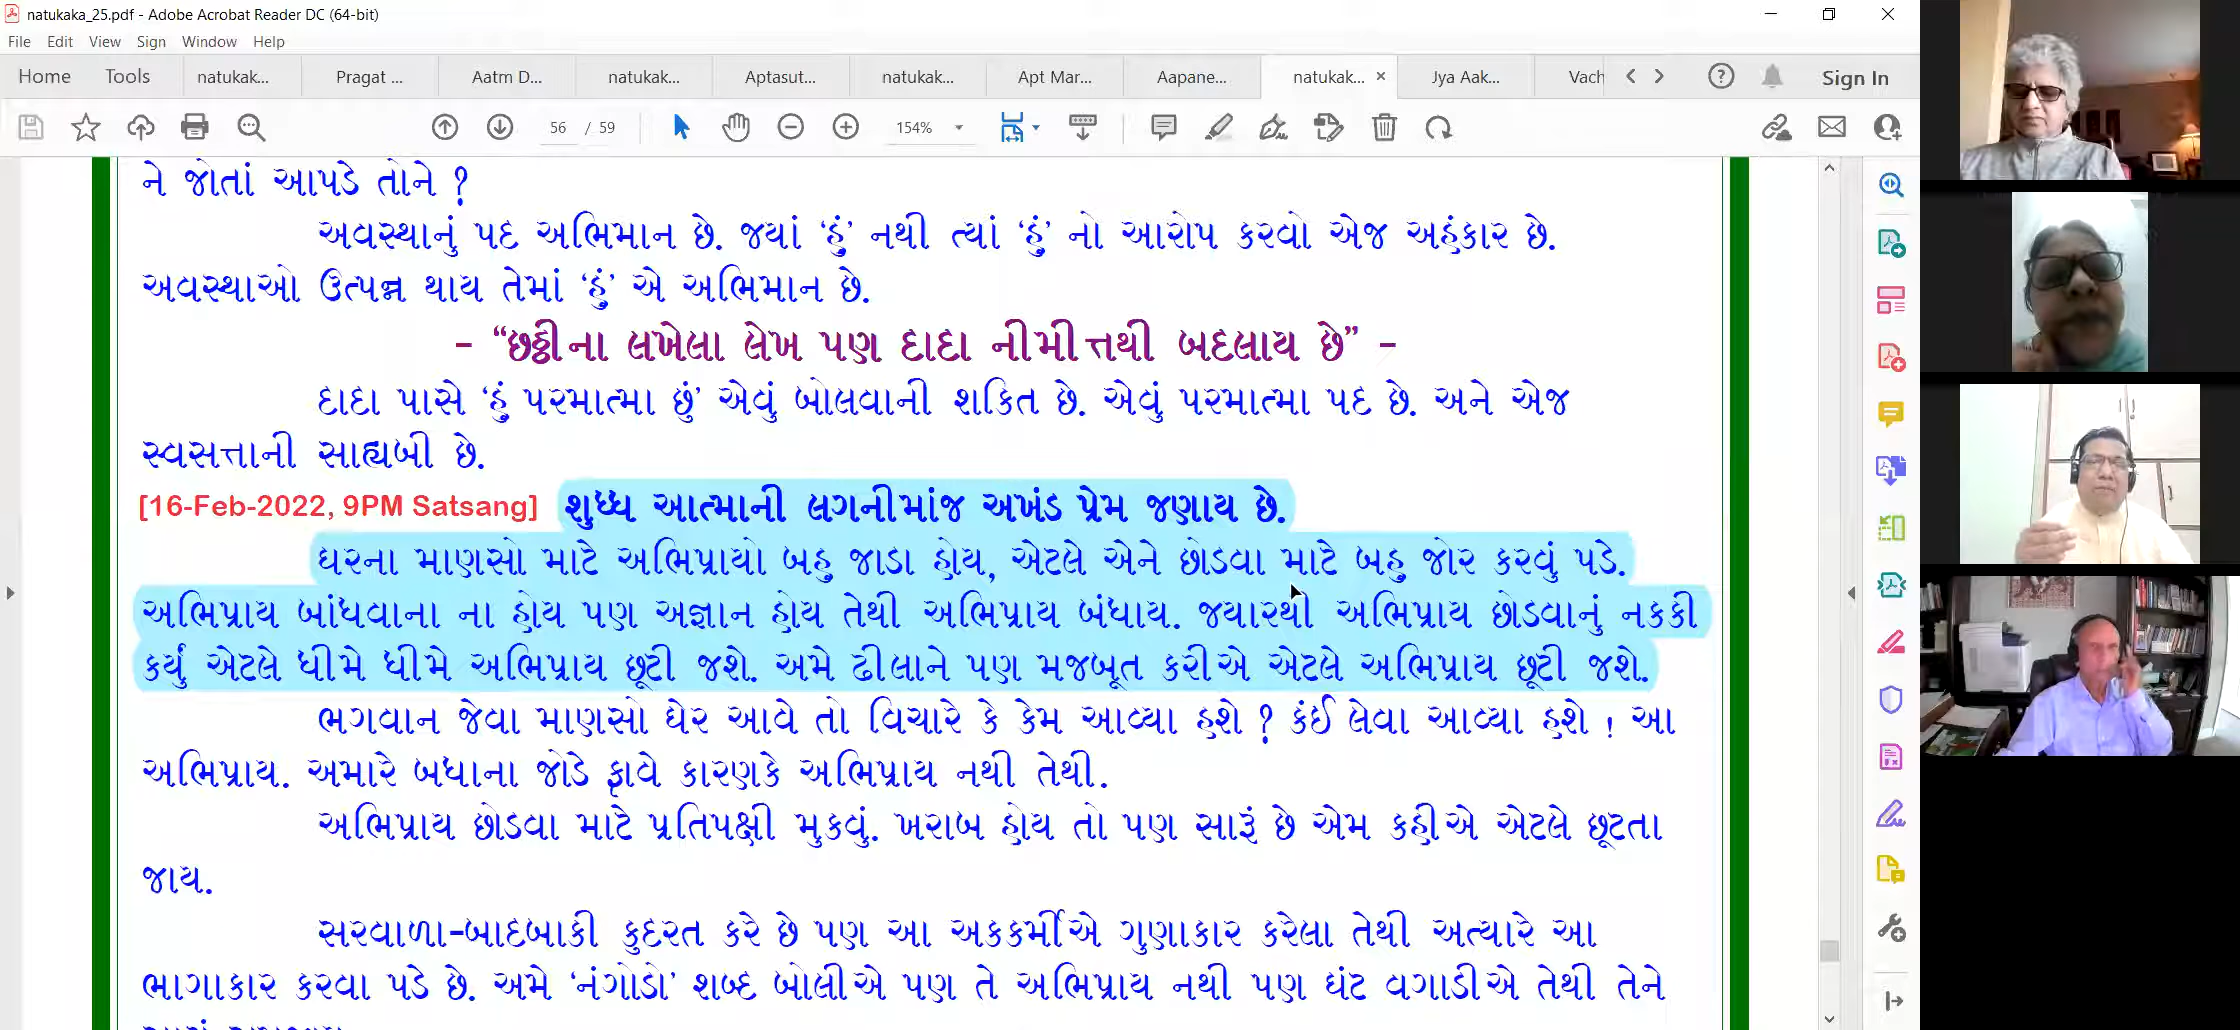 natukaka_25.pdf - Adobe Acrobat Reader DC (64-bit)
File Edit View Sign Window Help
Home Tools natukak... Pragat ... Aatm D... natukak... Aptasut... natukak... Apt Mar... Aapane... natukak... × Jya Aak... Vach Sign In
56 / 59 154%
ને જોતાં આપડે તોને ?
અવસ્થાનું પદ અભિમાન છે. જ્યાં ‘હું’ નથી ત્યાં ‘હું’ નો આરોપ કરવો એજ અહંકાર છે.
અવસ્થાઓ ઉત્પન્ન થાય તેમાં ‘હું’ એ અભિમાન છે.
- “છઠ્ઠીના લખેલા લેખ પણ દાદા નીમીત્તથી બદલાય છે” -
દાદા પાસે ‘હું પરમાત્મા છું’ એવું બોલવાની શકિત છે. એવું પરમાત્મા પદ છે. અને એજ
સ્વસત્તાની સાહ્યબી છે.
[16-Feb-2022, 9PM Satsang] શુધ્ધ આત્માની લગનીમાંજ અખંડ પ્રેમ જણાય છે.
ઘરના માણસો માટે અભિપ્રાયો બહુ જાડા હોય, એટલે એને છોડવા માટે બહુ જોર કરવું પડે.
અભિપ્રાય બાંધવાના ના હોય પણ અજ્ઞાન હોય તેથી અભિપ્રાય બંધાય. જયારથી અભિપ્રાય છોડવાનું નકકી
કર્યું એટલે ધીમે ધીમે અભિપ્રાય છૂટી જશે. અમે ઢીલાને પણ મજબૂત કરીએ એટલે અભિપ્રાય છૂટી જશે.
ભગવાન જેવા માણસો ઘેર આવે તો વિચારે કે કેમ આવ્યા હશે ? કંઈ લેવા આવ્યા હશે ! આ
અભિપ્રાય. અમારે બધાના જોડે ફાવે કારણકે અભિપ્રાય નથી તેથી.
અભિપ્રાય છોડવા માટે પ્રતિપક્ષી મુકવું. ખરાબ હોય તો પણ સારૂં છે એમ કહીએ એટલે છૂટતા
જાય.
સરવાળા-બાદબાકી કુદરત કરે છે પણ આ અકકર્મીએ ગુણાકાર કરેલા તેથી અત્યારે આ
ભાગાકાર કરવા પડે છે. અમે ‘નંગોડો’ શબ્દ બોલીએ પણ તે અભિપ્રાય નથી પણ ઘંટ વગાડીએ તેથી તેને